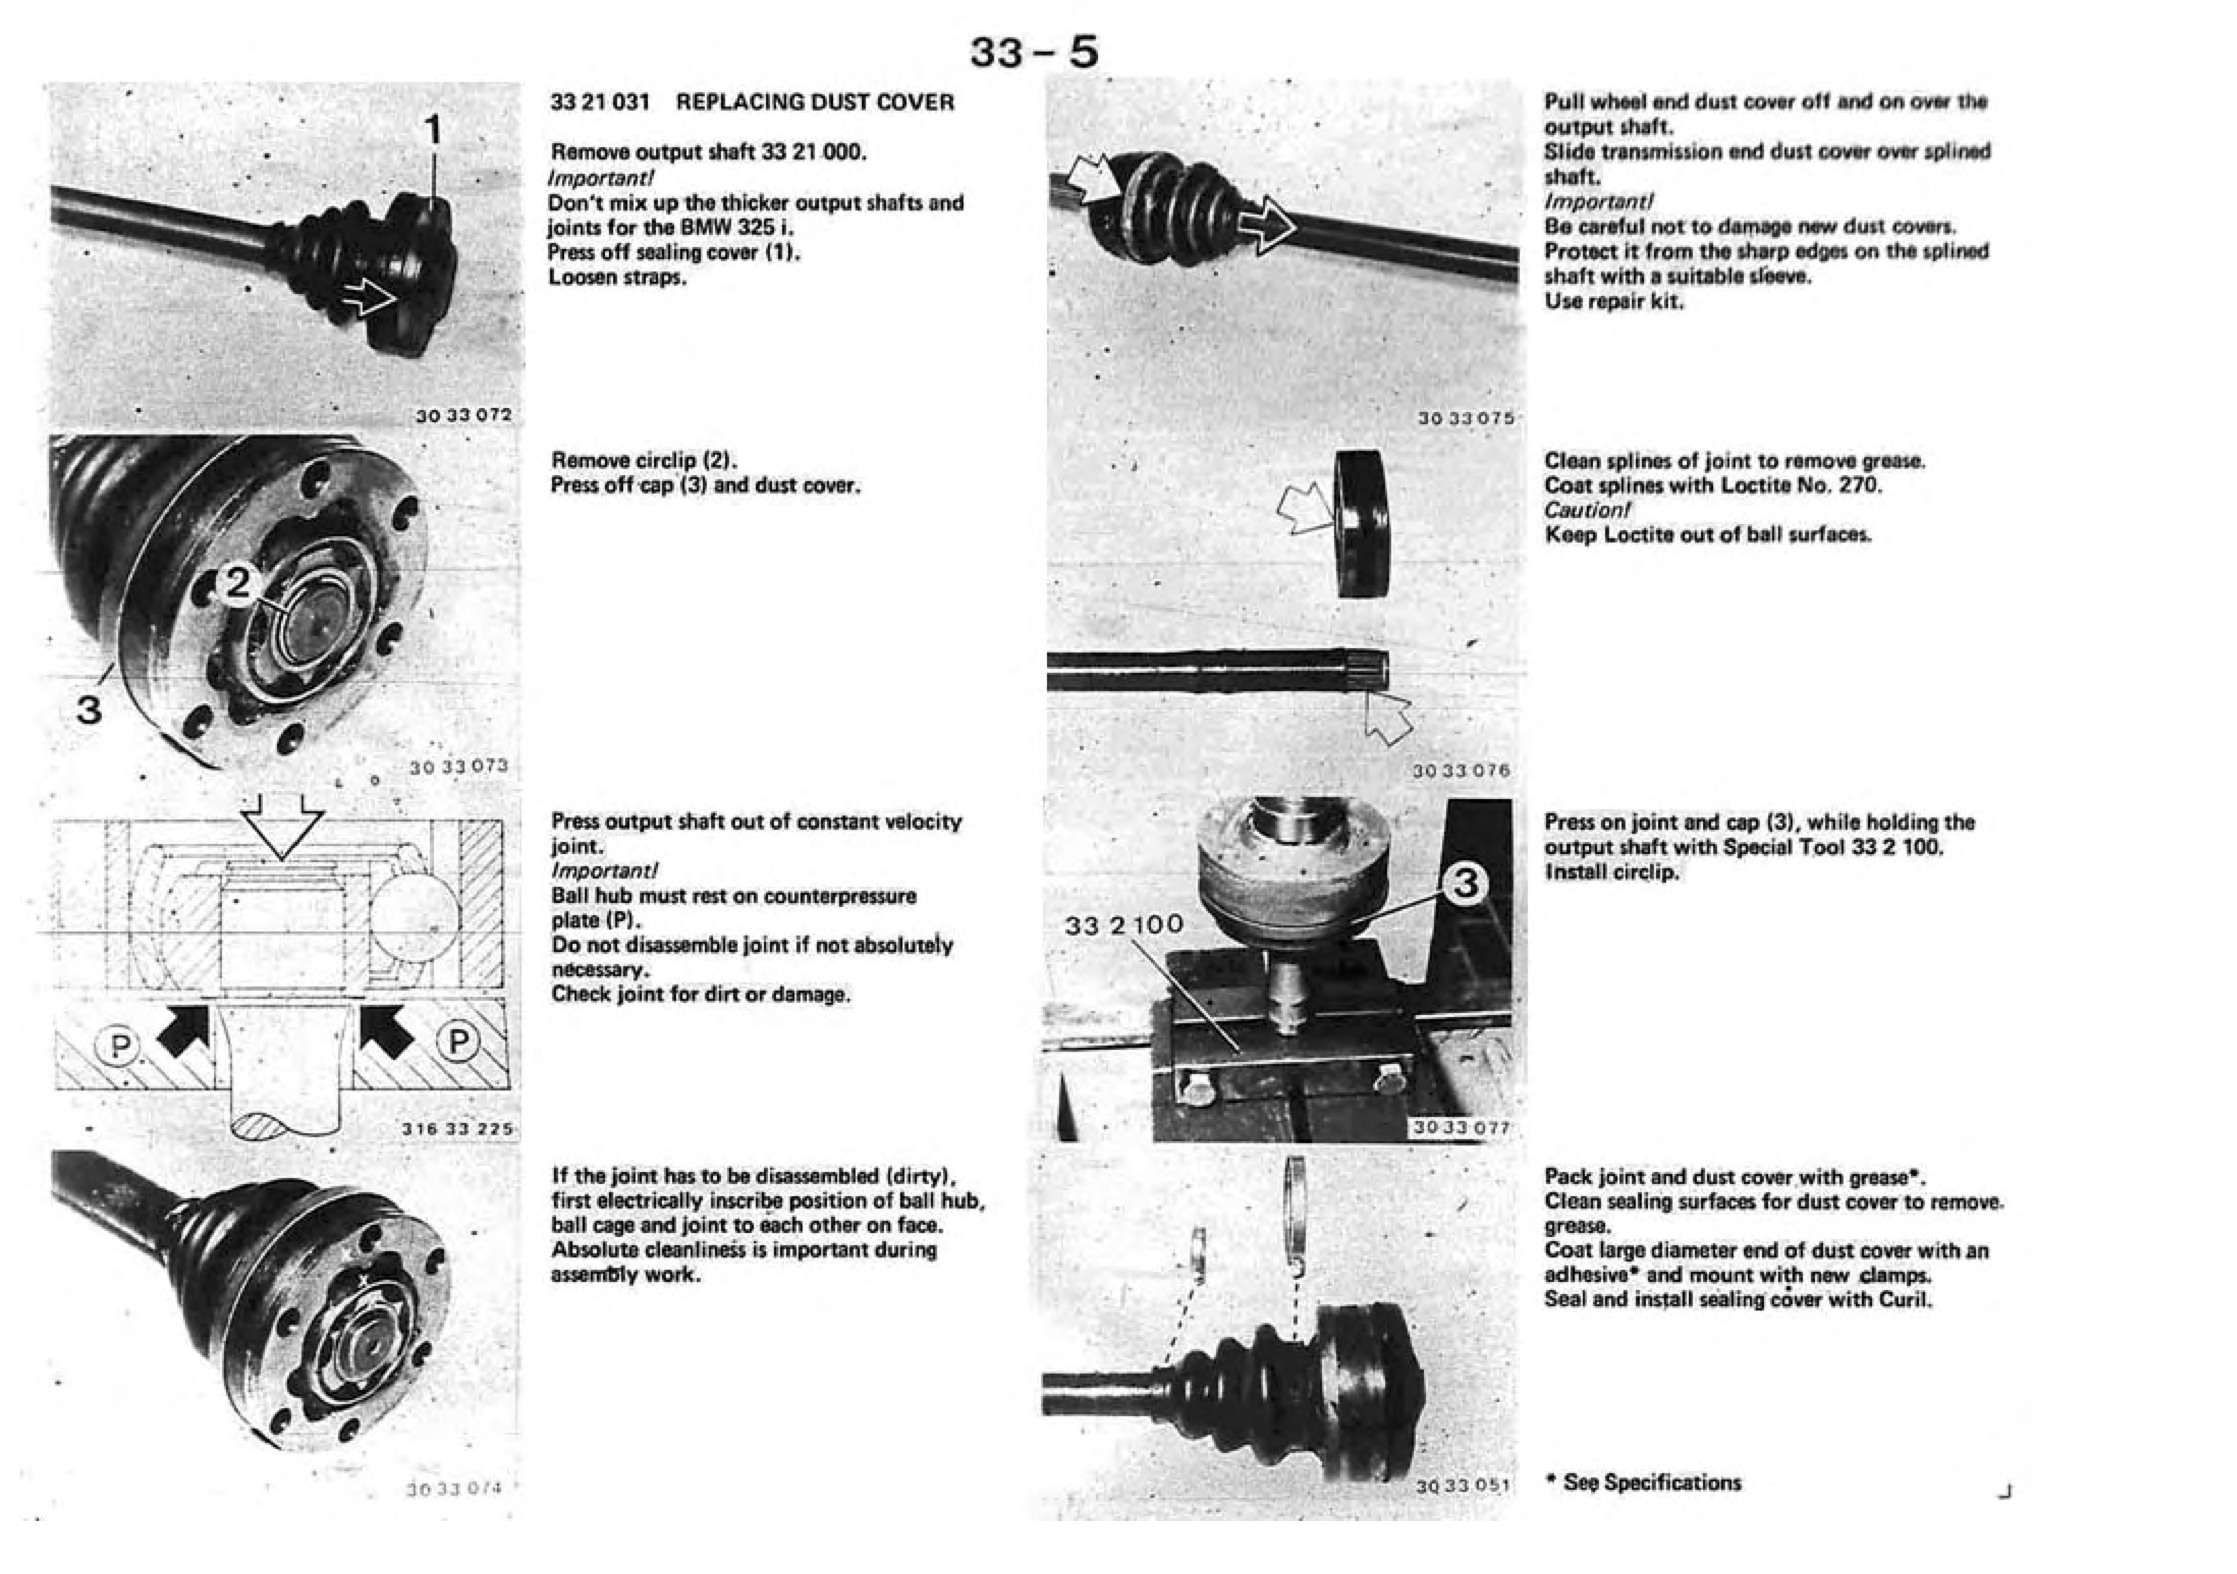 33 – 5
33 21 031 REPLACING DUST COVER
Remove output shaft 33 21 000.
Important!
Don't mix up the thicker output shafts and
joints for the BMW 325 i.
Press off sealing cover (1).
Loosen straps.
1
30 33 072
Remove circlip (2).
Press off cap (3) and dust cover.
2
3
30 33 073
Press output shaft out of constant velocity
joint.
Important!
Ball hub must rest on counterpressure
plate (P).
Do not disassemble joint if not absolutely
necessary.
Check joint for dirt or damage.
P
P
316 33 225
If the joint has to be disassembled (dirty),
first electrically inscribe position of ball hub,
ball cage and joint to each other on face.
Absolute cleanliness is important during
assembly work.
x
30 33 074
Pull wheel end dust cover off and on over the
output shaft.
Slide transmission end dust cover over splined
shaft.
Important!
Be careful not to damage new dust covers.
Protect it from the sharp edges on the splined
shaft with a suitable sleeve.
Use repair kit.
30 33 075
Clean splines of joint to remove grease.
Coat splines with Loctite No. 270.
Caution!
Keep Loctite out of ball surfaces.
30 33 076
Press on joint and cap (3), while holding the
output shaft with Special Tool 33 2 100.
Install circlip.
3
33 2 100
30 33 077
Pack joint and dust cover with grease*.
Clean sealing surfaces for dust cover to remove
grease.
Coat large diameter end of dust cover with an
adhesive* and mount with new clamps.
Seal and install sealing cover with Curil.
30 33 051
* See Specifications